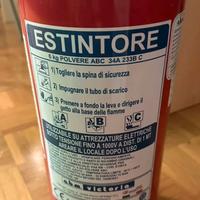 ESTINTORE
6 kg POLVERE ABC 34A 233B C
1) Togliere la spina di sicurezza
2) Impugnare il tubo di scarico
3) Premere a fondo la leva e dirigere il
getto alla base delle fiamme
A B C
UTILIZZABILE SU ATTREZZATURE ELETTRICHE
SOTTO TENSIONE FINO A 1000V A DIST. DI 1 MT
AREARE IL LOCALE DOPO L'USO
victoria